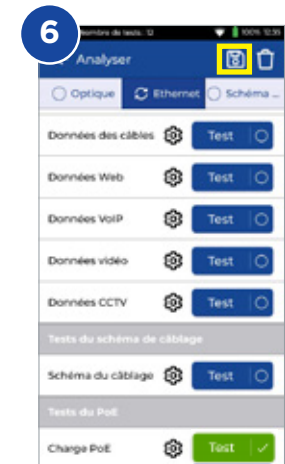 6
Nombre de tests: 12
100% 12:35
Analyser
Optique
Ethernet
Schéma ...
Données des câbles
Test
Données Web
Test
Données VoIP
Test
Données vidéo
Test
Données CCTV
Test
Tests du schéma de câblage
Schéma du câblage
Test
Tests du PoE
Charge PoE
Test